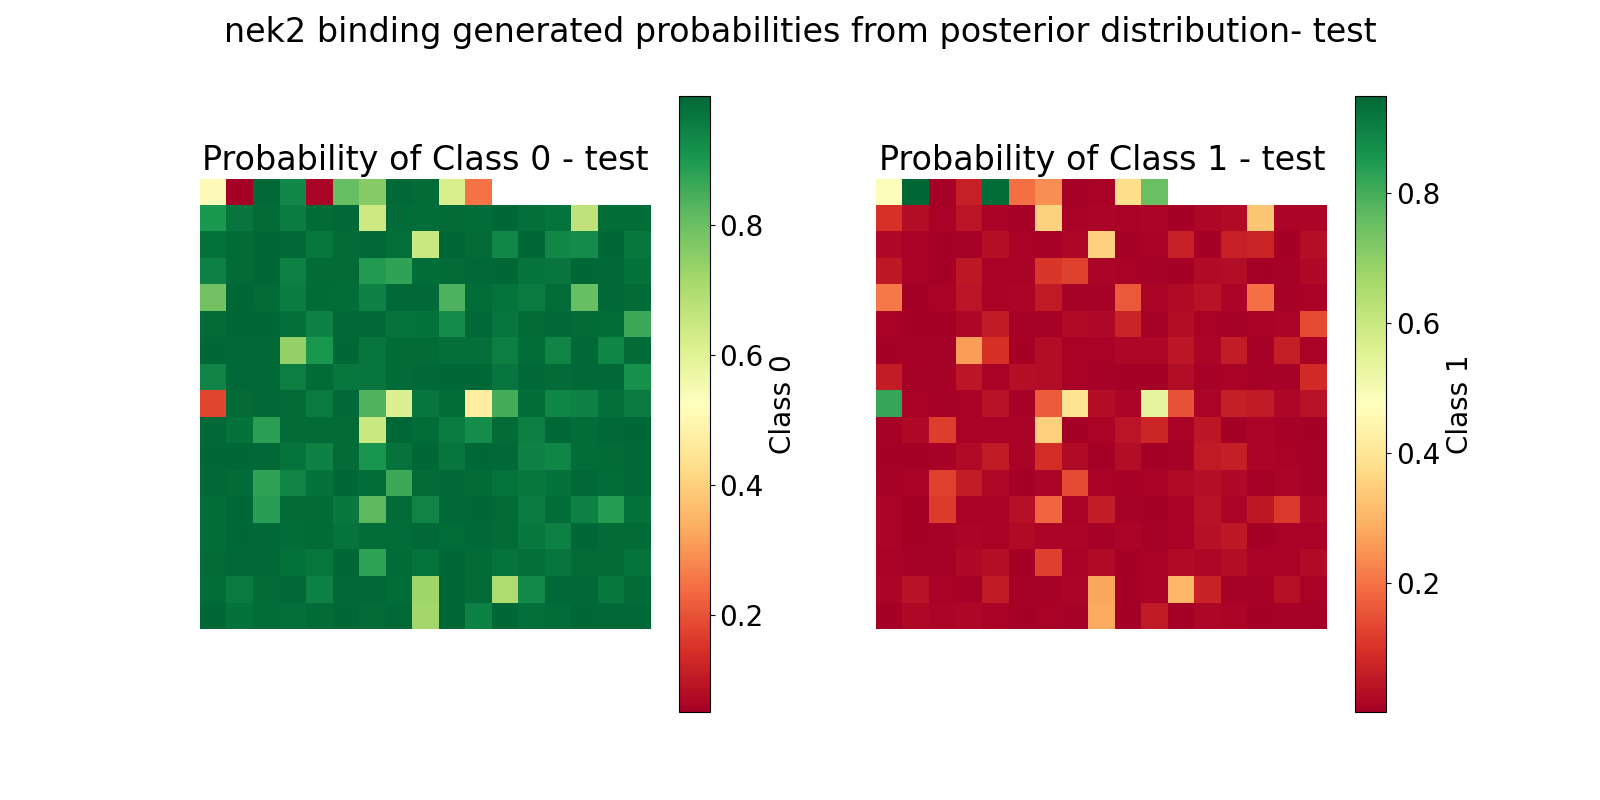 nek2 binding generated probabilities from posterior distribution- test
Probability of Class 0 - test
0.8
0.6
0.4
0.2
Class 0
Probability of Class 1 - test
0.8
0.6
0.4
0.2
Class 1